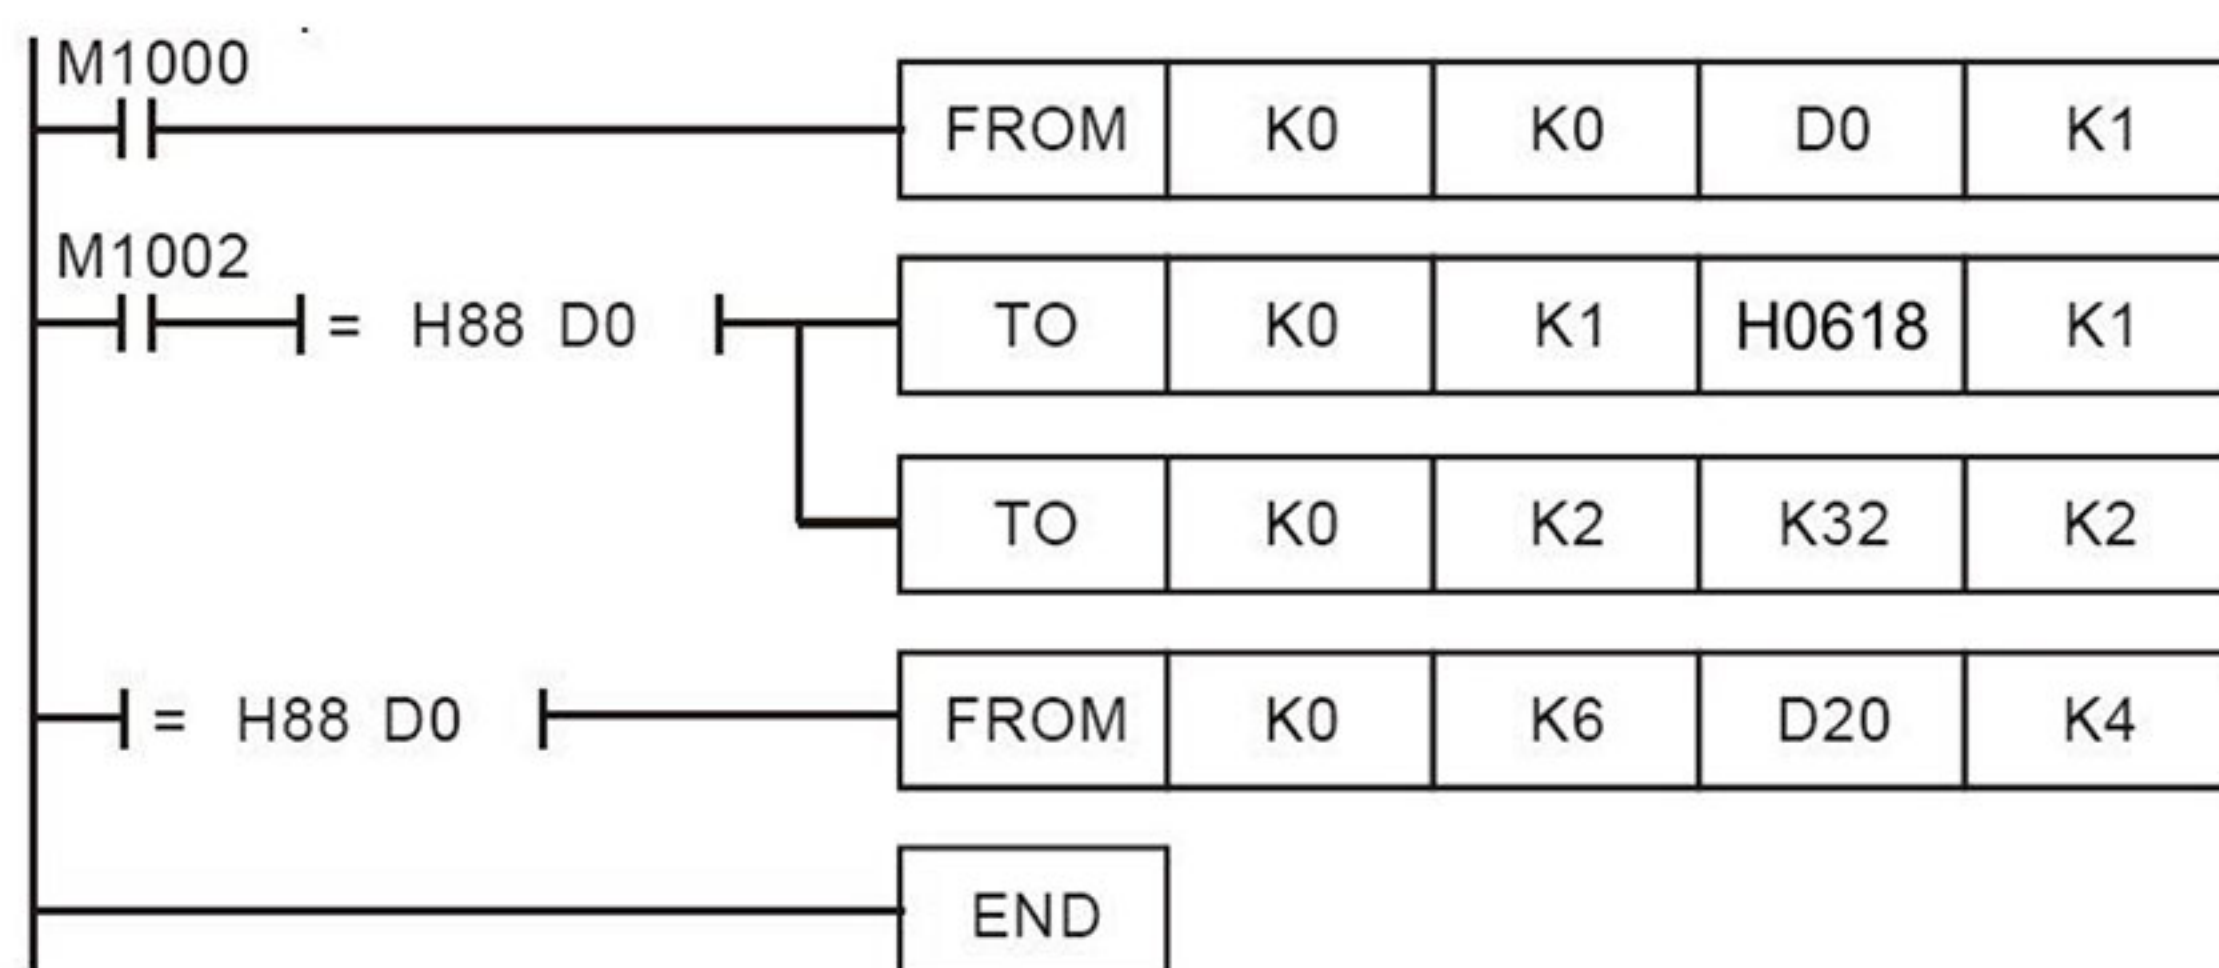 M1000
FROM K0 K0 D0 K1
M1002
= H88 D0 TO K0 K1 H0618 K1
TO K0 K2 K32 K2
= H88 D0 FROM K0 K6 D20 K4
END